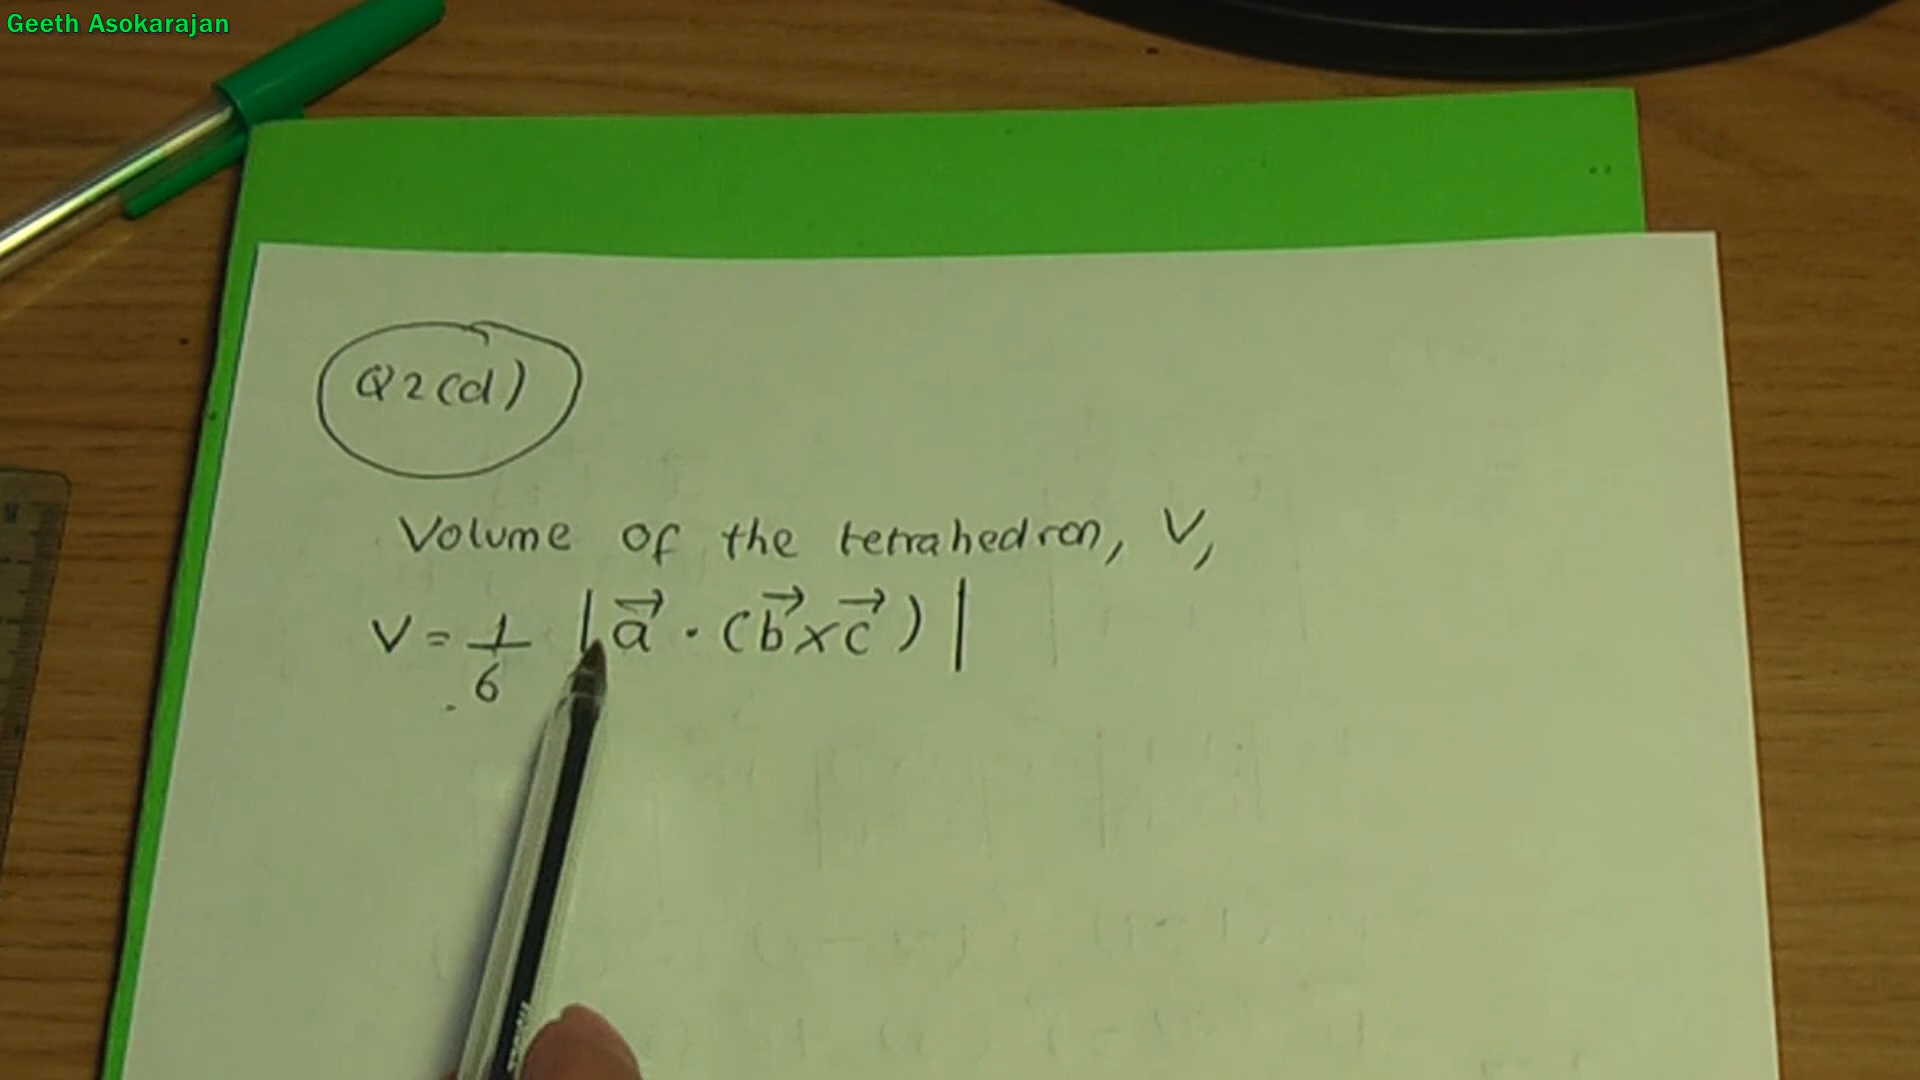 Geeth Asokarajan
Q2(d)
Volume of the tetrahedron, V,
V = 1/6 |a⃗ · (b⃗ × c⃗)|